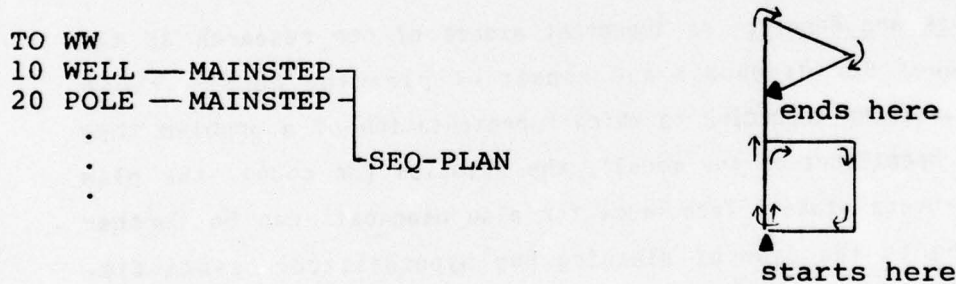 TO WW
10 WELL — MAINSTEP
20 POLE — MAINSTEP
.
.
.
SEQ-PLAN
ends here
starts here